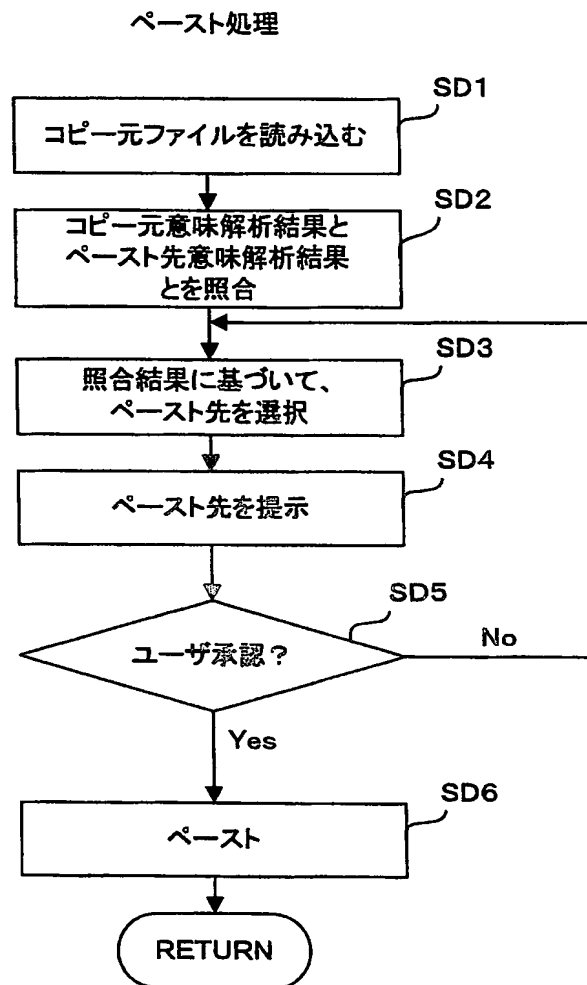 ペースト処理
SD1
コピー元ファイルを読み込む
SD2
コピー元意味解析結果と
ペースト先意味解析結果
とを照合
SD3
照合結果に基づいて、
ペースト先を選択
SD4
ペースト先を提示
SD5
ユーザ承認？
No
Yes
SD6
ペースト
RETURN